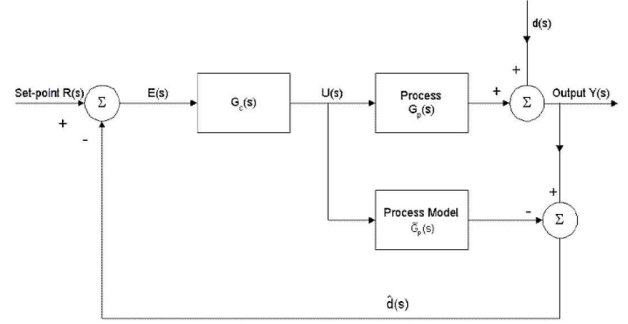 d(s)
+
Set-point R(s)
Σ
E(s)
G_c(s)
U(s)
Process
G_p(s)
+
Σ
Output Y(s)
+
-
+
Process Model
G̃_p(s)
-
Σ
d̂(s)